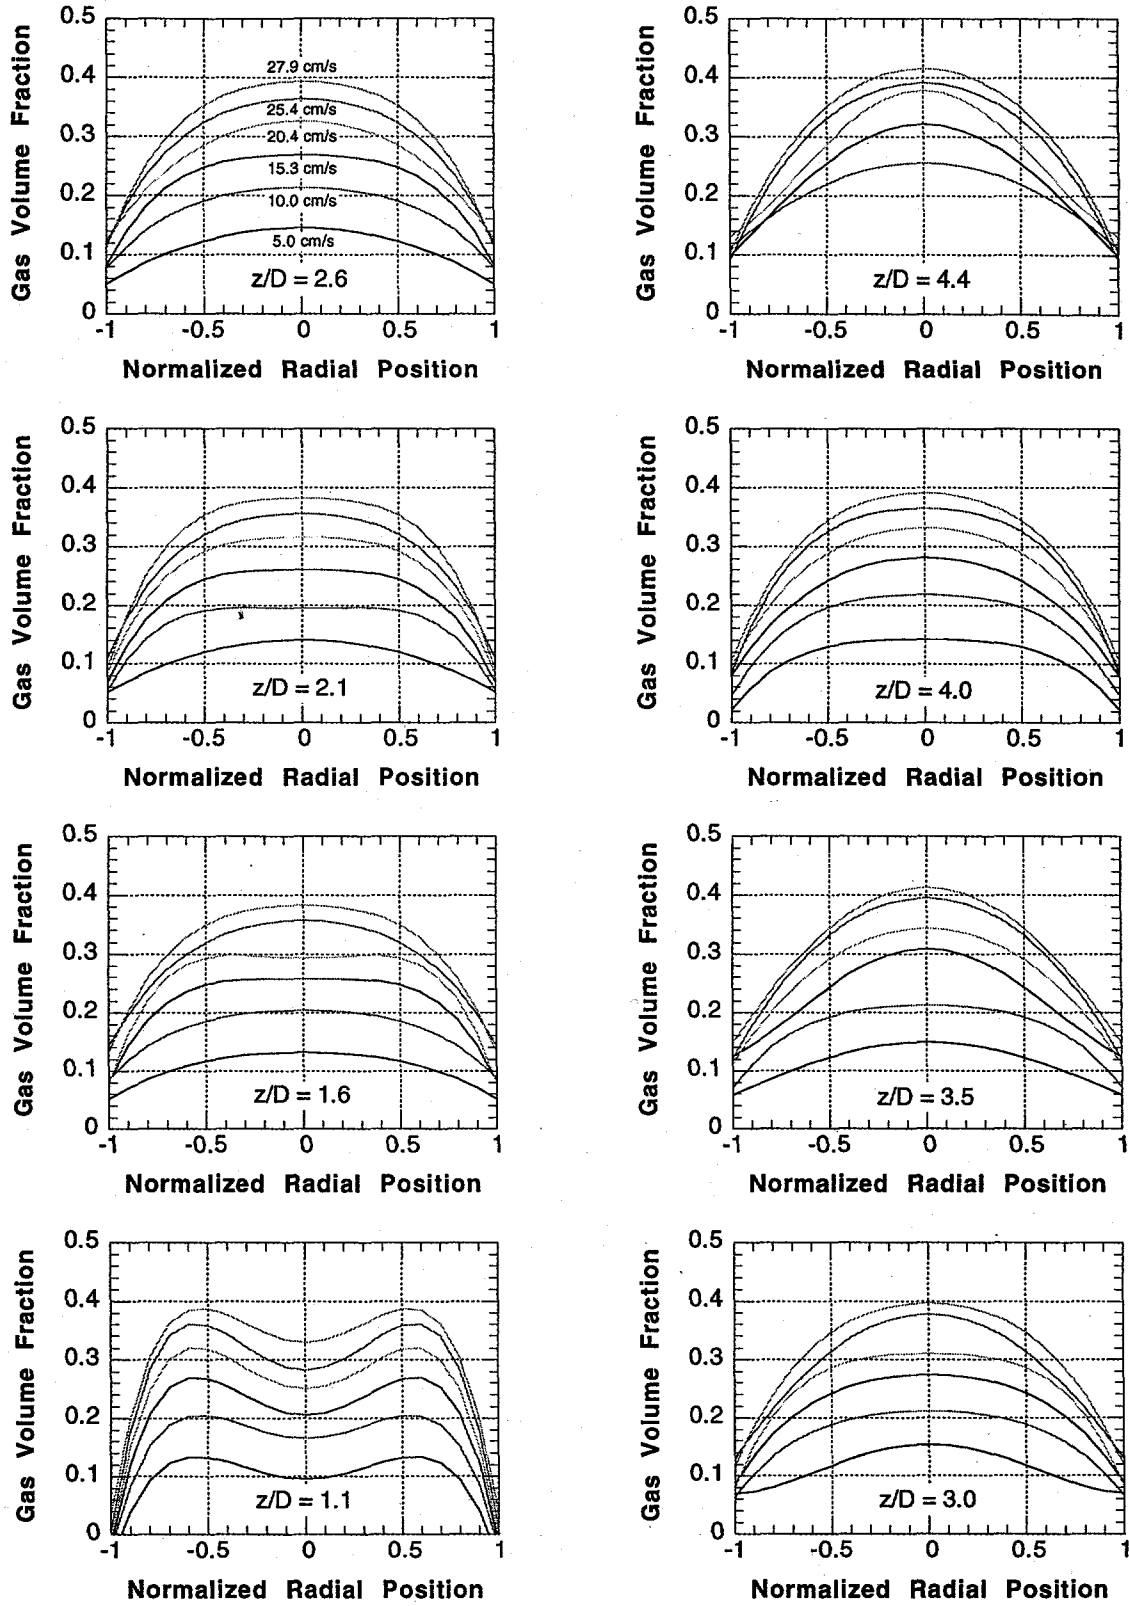 0.5
0.4
0.3
0.2
0.1
0
Gas Volume Fraction
27.9 cm/s
25.4 cm/s
20.4 cm/s
15.3 cm/s
10.0 cm/s
5.0 cm/s
z/D = 2.6
-1 -0.5 0 0.5 1
Normalized Radial Position
0.5
0.4
0.3
0.2
0.1
0
Gas Volume Fraction
z/D = 4.4
-1 -0.5 0 0.5 1
Normalized Radial Position
0.5
0.4
0.3
0.2
0.1
0
Gas Volume Fraction
z/D = 2.1
-1 -0.5 0 0.5 1
Normalized Radial Position
0.5
0.4
0.3
0.2
0.1
0
Gas Volume Fraction
z/D = 4.0
-1 -0.5 0 0.5 1
Normalized Radial Position
0.5
0.4
0.3
0.2
0.1
0
Gas Volume Fraction
z/D = 1.6
-1 -0.5 0 0.5 1
Normalized Radial Position
0.5
0.4
0.3
0.2
0.1
0
Gas Volume Fraction
z/D = 3.5
-1 -0.5 0 0.5 1
Normalized Radial Position
0.5
0.4
0.3
0.2
0.1
0
Gas Volume Fraction
z/D = 1.1
-1 -0.5 0 0.5 1
Normalized Radial Position
0.5
0.4
0.3
0.2
0.1
0
Gas Volume Fraction
z/D = 3.0
-1 -0.5 0 0.5 1
Normalized Radial Position